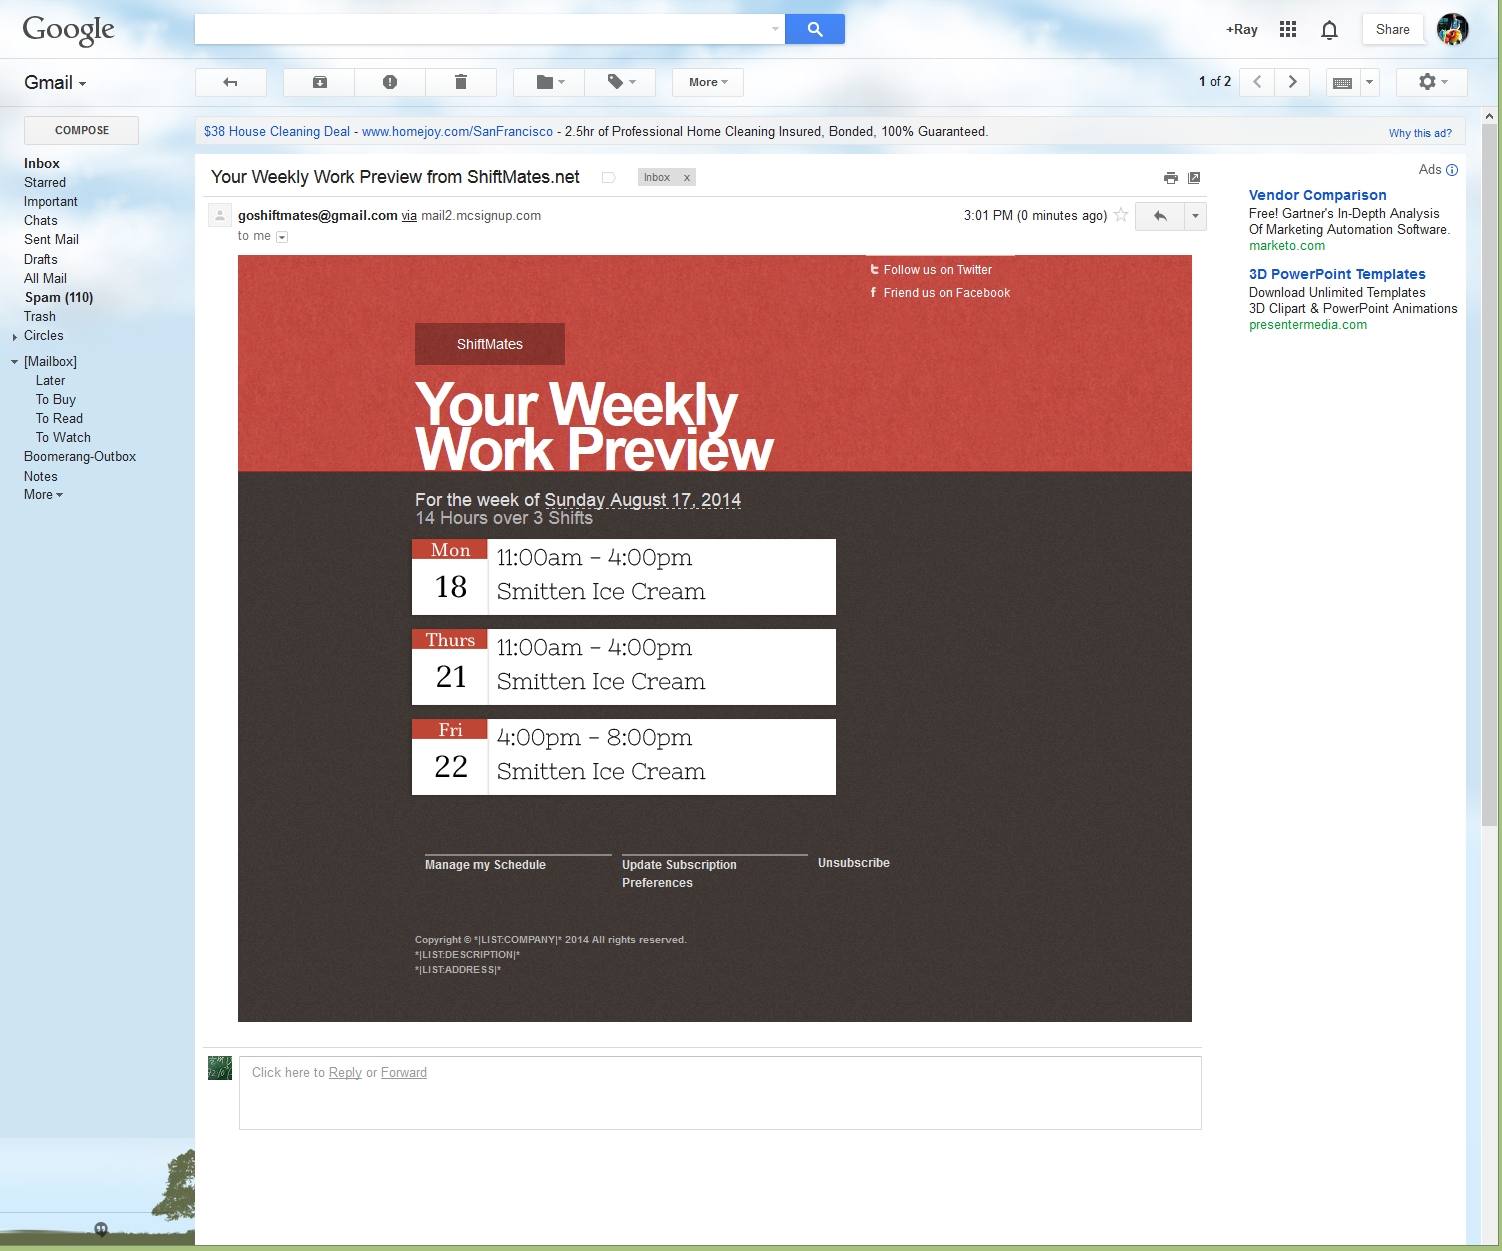 Google
+Ray
Share
Gmail
More
1 of 2
COMPOSE
$38 House Cleaning Deal - www.homejoy.com/SanFrancisco - 2.5hr of Professional Home Cleaning Insured, Bonded, 100% Guaranteed.
Why this ad?
Inbox
Starred
Important
Chats
Sent Mail
Drafts
All Mail
Spam (110)
Trash
Circles
[Mailbox]
Later
To Buy
To Read
To Watch
Boomerang-Outbox
Notes
More
Your Weekly Work Preview from ShiftMates.net
Inbox x
goshiftmates@gmail.com via mail2.mcsignup.com
3:01 PM (0 minutes ago)
to me
Follow us on Twitter
Friend us on Facebook
ShiftMates
Your Weekly
Work Preview
For the week of Sunday August 17, 2014
14 Hours over 3 Shifts
Mon
18
11:00am - 4:00pm
Smitten Ice Cream
Thurs
21
11:00am - 4:00pm
Smitten Ice Cream
Fri
22
4:00pm - 8:00pm
Smitten Ice Cream
Manage my Schedule
Update Subscription
Preferences
Unsubscribe
Copyright © *|LIST:COMPANY|* 2014 All rights reserved.
*|LIST:DESCRIPTION|*
*|LIST:ADDRESS|*
Click here to Reply or Forward
Ads
Vendor Comparison
Free! Gartner's In-Depth Analysis
Of Marketing Automation Software.
marketo.com
3D PowerPoint Templates
Download Unlimited Templates
3D Clipart & PowerPoint Animations
presentermedia.com